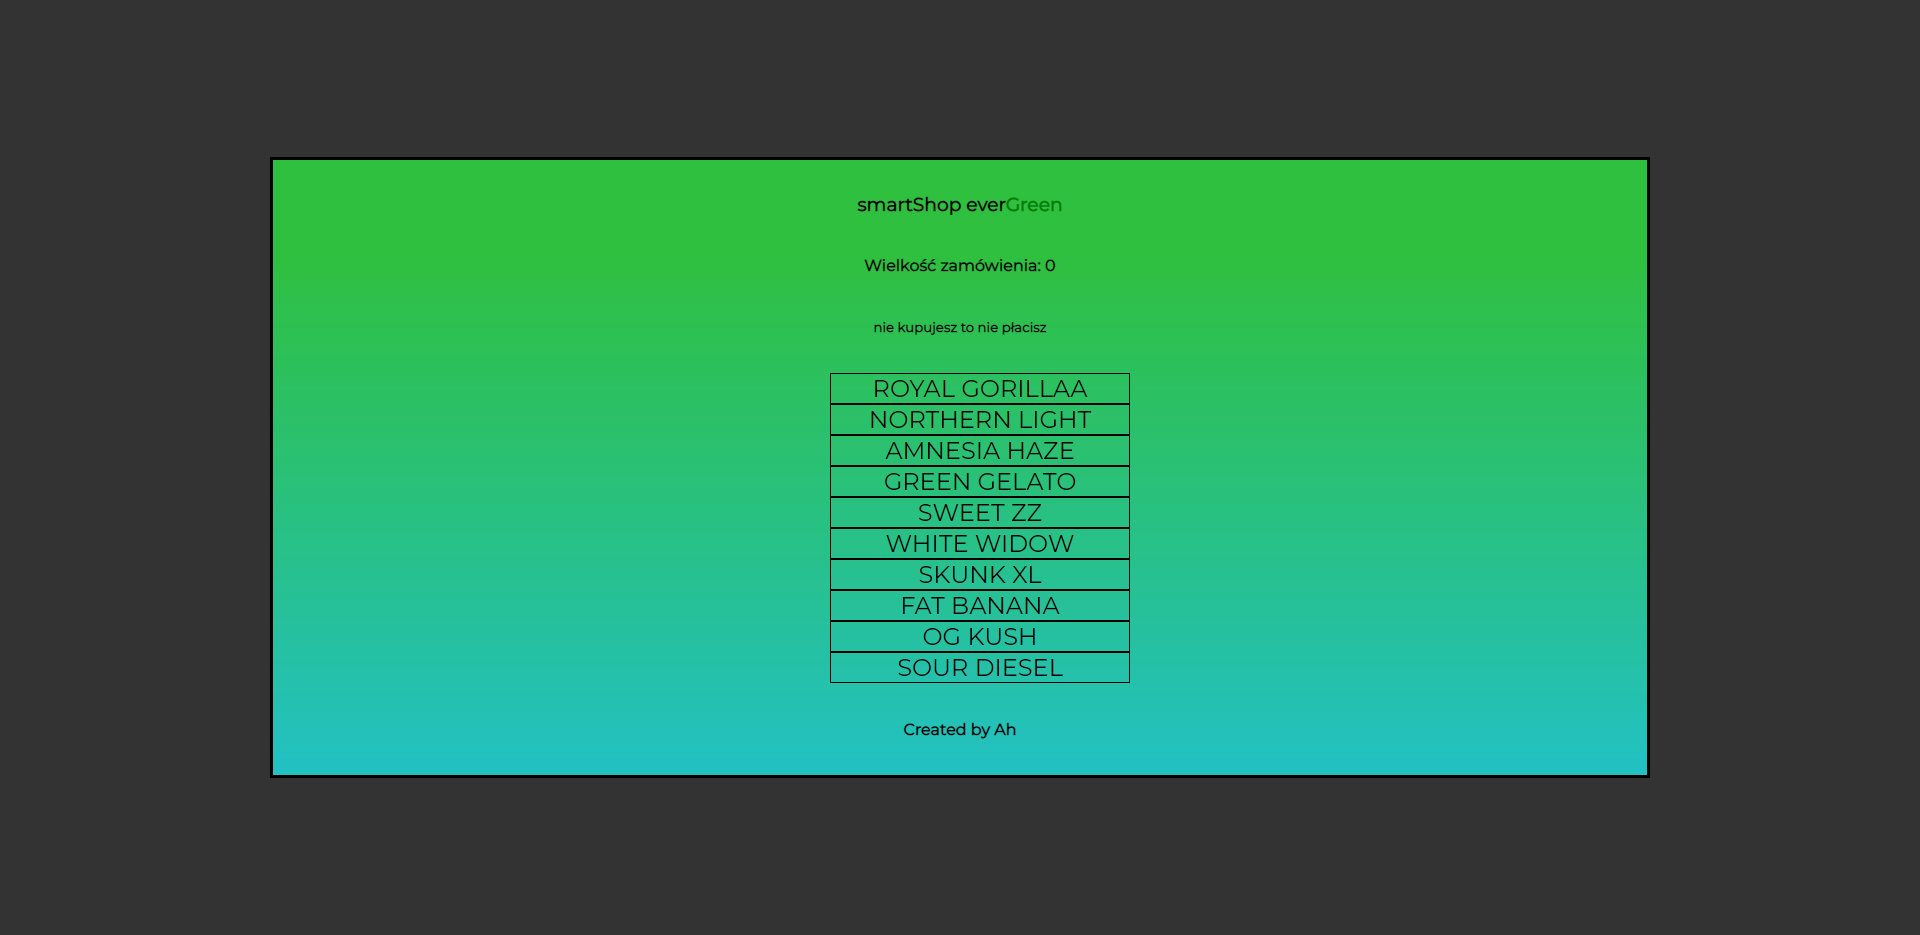 smartShop everGreen
Wielkość zamówienia: 0
nie kupujesz to nie płacisz
ROYAL GORILLAA
NORTHERN LIGHT
AMNESIA HAZE
GREEN GELATO
SWEET ZZ
WHITE WIDOW
SKUNK XL
FAT BANANA
OG KUSH
SOUR DIESEL
Created by Ah